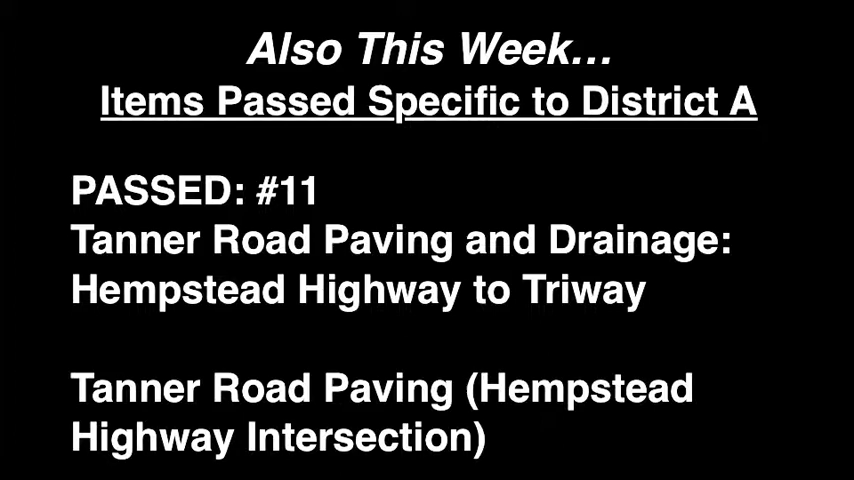 Also This Week...
Items Passed Specific to District A
PASSED: #11
Tanner Road Paving and Drainage:
Hempstead Highway to Triway
Tanner Road Paving (Hempstead
Highway Intersection)